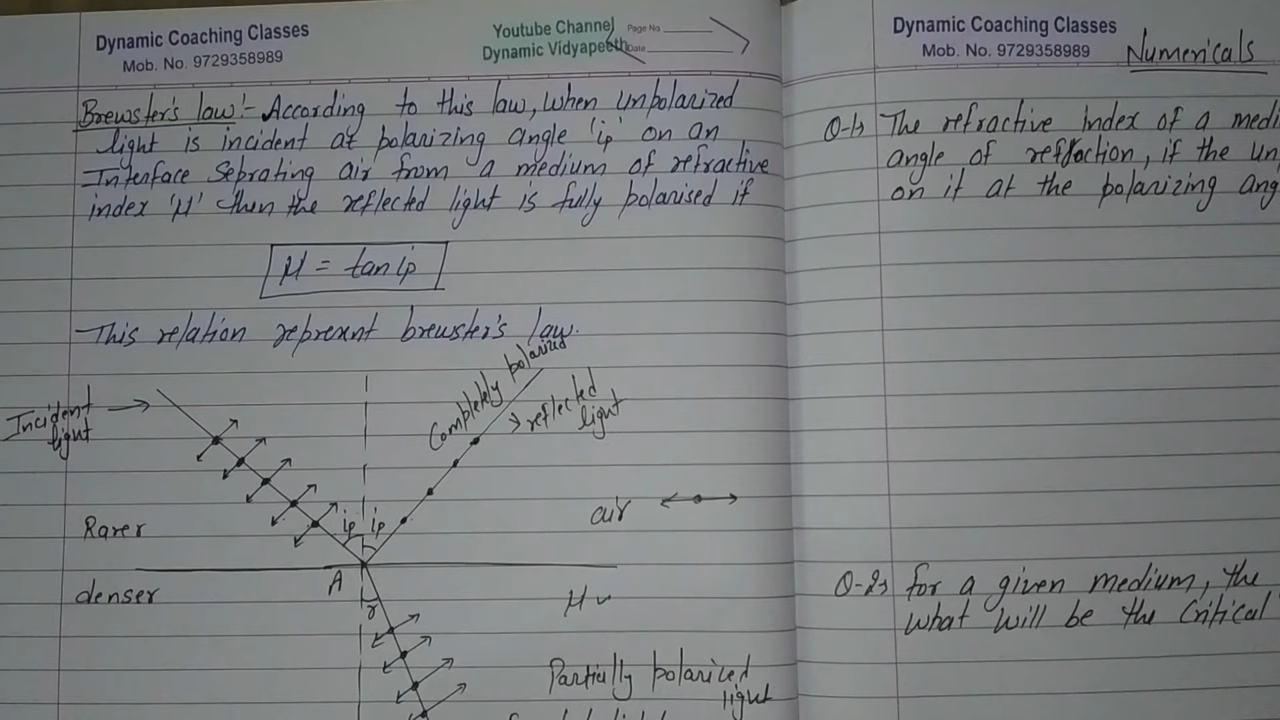 Dynamic Coaching Classes
Mob. No. 9729358989
Youtube Channel
Dynamic Vidyapeeth
Page No
Date
Brewster's law:- According to this law, when unpolarized
light is incident at polarizing angle 'ip' on an
Interface Seprating air from a medium of refractive
index 'μ' then the reflected light is fully polarised if
μ = tan ip
This relation represent brewster's law.
Incident
light
Completely polarized
reflected
light
ip ip
Rarer
air
A
denser
r
μ
Partially polarized
light
Dynamic Coaching Classes
Mob. No. 9729358989
Numericals
Q-1) The refractive index of a medi
angle of reffaction, if the un
on it at the polarizing ang
Q-2) for a given medium, the
what will be the critical